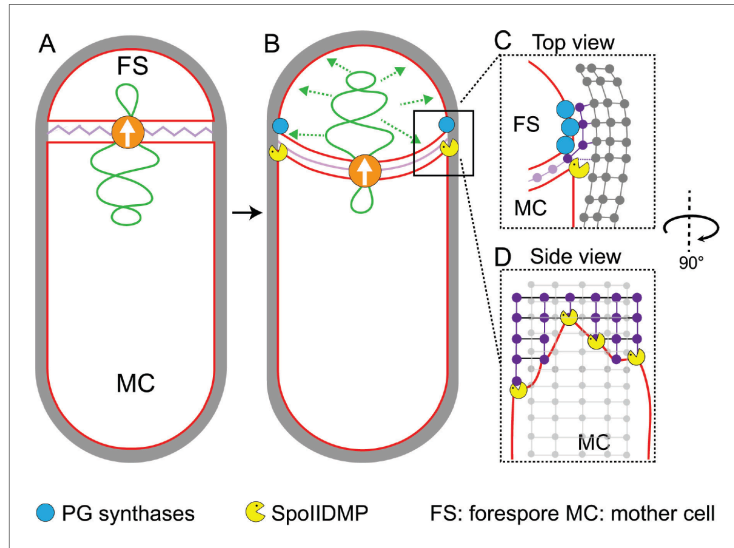 A
FS
MC
B
C
Top view
FS
MC
90°
D
Side view
MC
PG synthases
SpoIIDMP
FS: forespore MC: mother cell